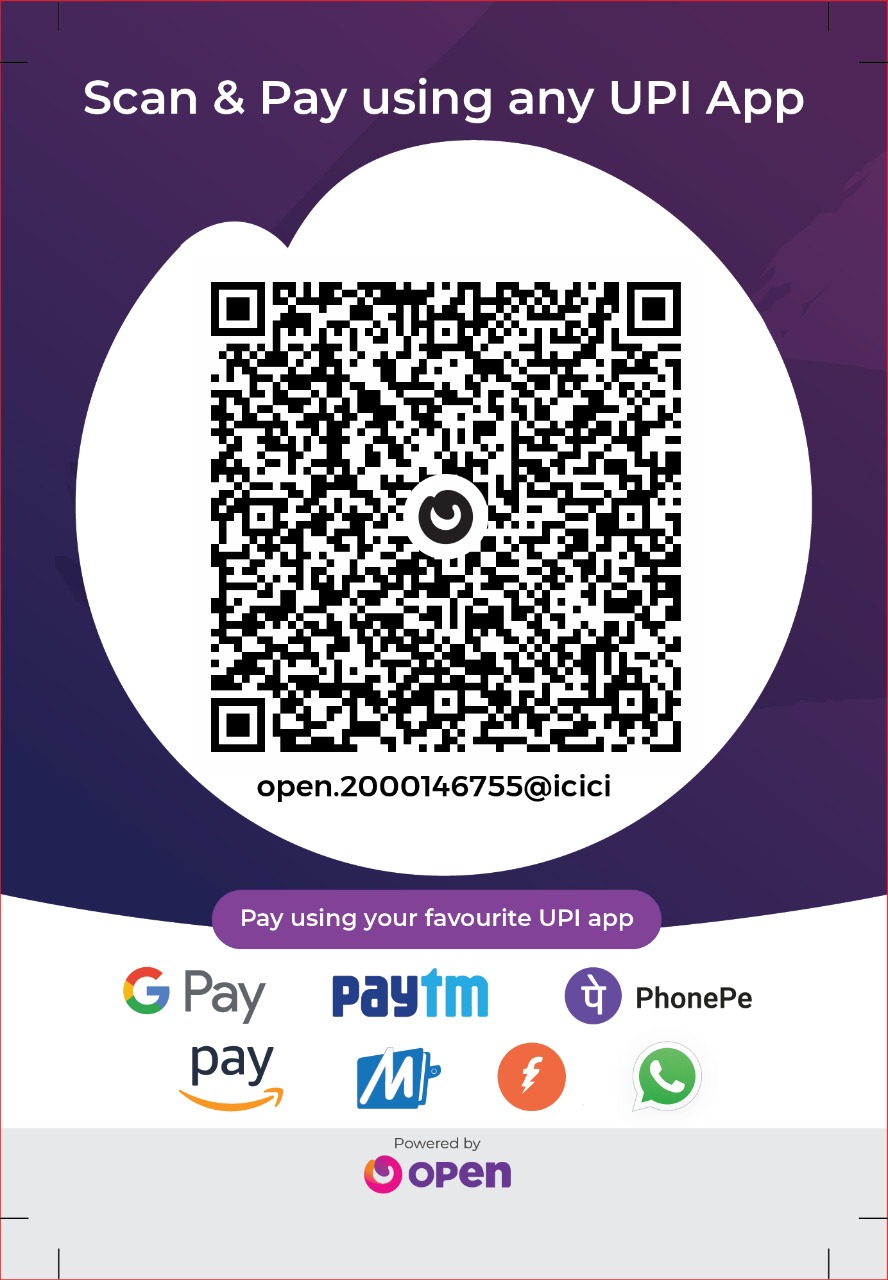 Scan & Pay using any UPI App
open.2000146755@icici
Pay using your favourite UPI app
G Pay
paytm
पे PhonePe
pay
M
Powered by
OPEN